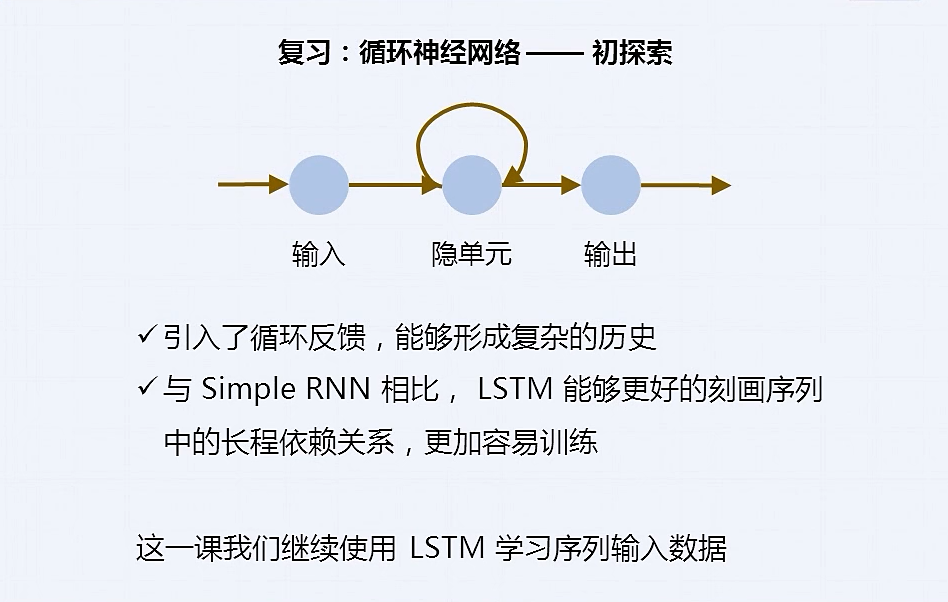 复习：循环神经网络 —— 初探索
输入 隐单元 输出
✓引入了循环反馈，能够形成复杂的历史
✓与 Simple RNN 相比， LSTM 能够更好的刻画序列
中的长程依赖关系，更加容易训练
这一课我们继续使用 LSTM 学习序列输入数据